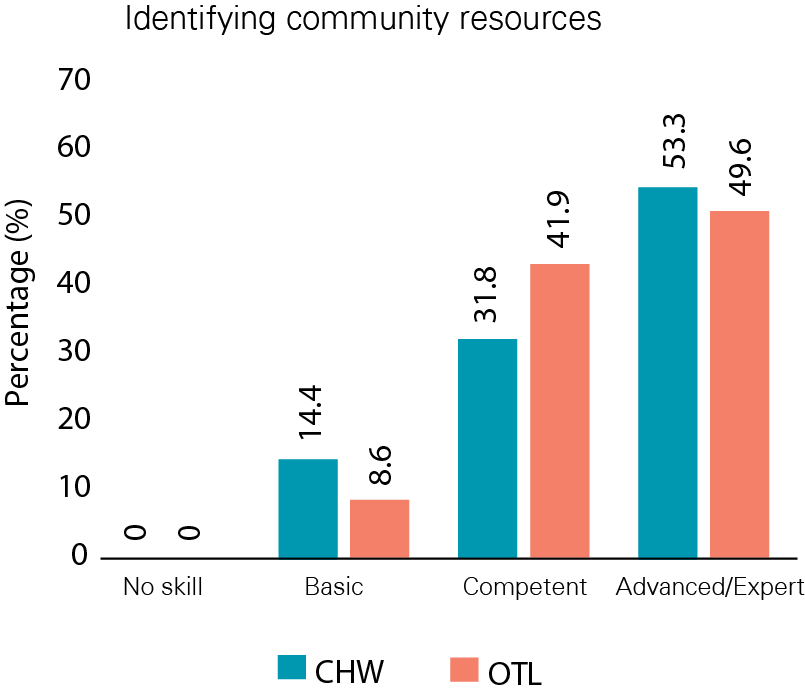 Identifying community resources
Percentage (%)
70
60
50
40
30
20
10
0
0
0
14.4
8.6
31.8
41.9
53.3
49.6
No skill
Basic
Competent
Advanced/Expert
CHW
OTL